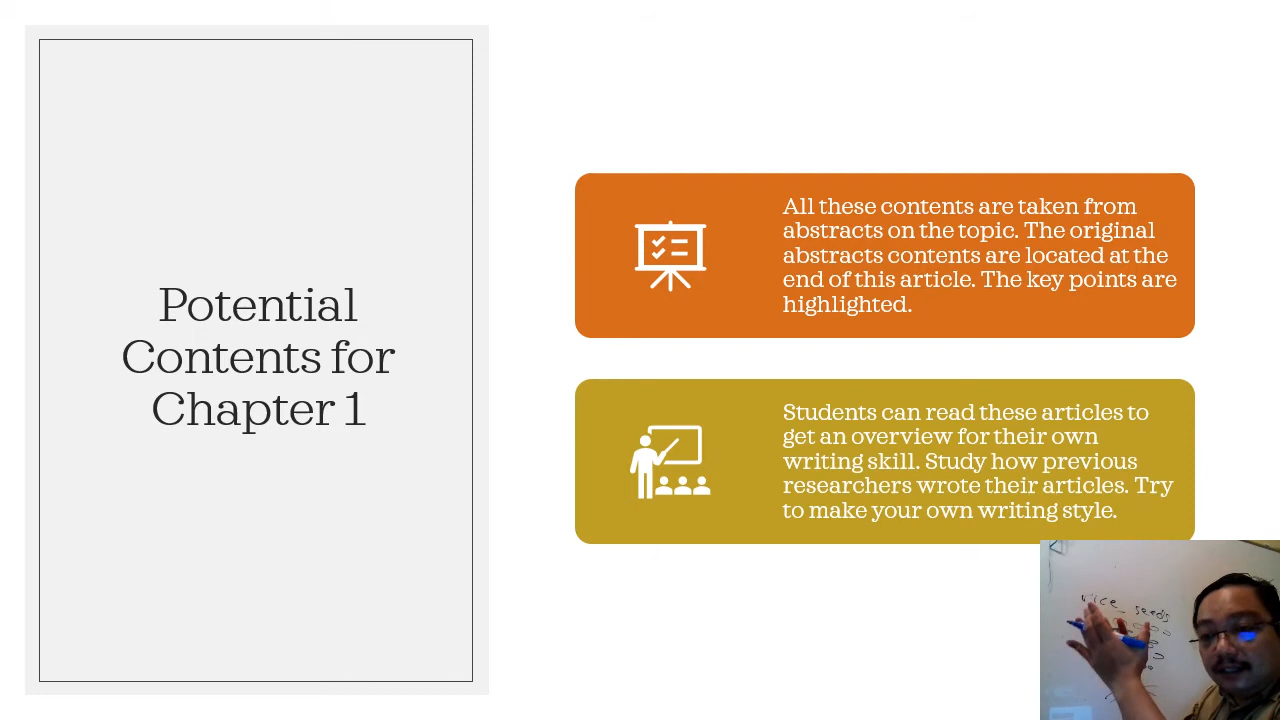 Potential
Contents for
Chapter 1
All these contents are taken from
abstracts on the topic. The original
abstracts contents are located at the
end of this article. The key points are
highlighted.
Students can read these articles to
get an overview for their own
writing skill. Study how previous
researchers wrote their articles. Try
to make your own writing style.
rice seeds